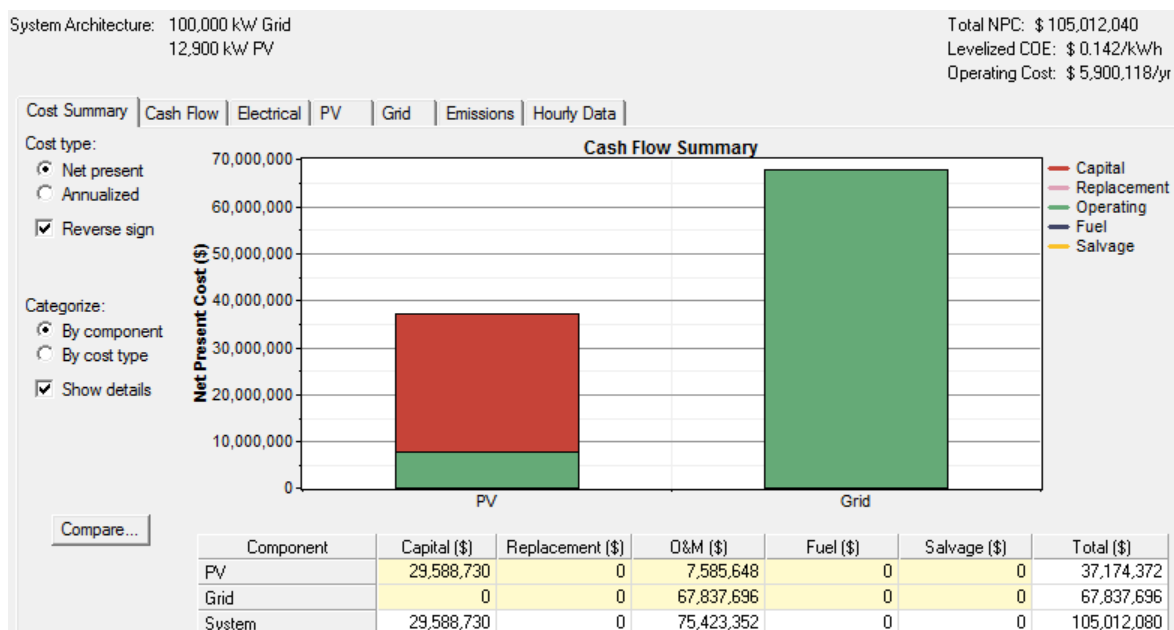 System Architecture: 100,000 kW Grid
12,900 kW PV
Total NPC: $ 105,012,040
Levelized COE: $ 0.142/kWh
Operating Cost: $ 5,900,118/yr
Cost Summary Cash Flow Electrical PV Grid Emissions Hourly Data
Cost type:
Net present
Annualized
Reverse sign
Categorize:
By component
By cost type
Show details
Compare...
Cash Flow Summary
Net Present Cost ($)
70,000,000
60,000,000
50,000,000
40,000,000
30,000,000
20,000,000
10,000,000
0
PV Grid
Capital
Replacement
Operating
Fuel
Salvage
Component Capital ($) Replacement ($) O&M ($) Fuel ($) Salvage ($) Total ($)
PV 29,588,730 0 7,585,648 0 0 37,174,372
Grid 0 0 67,837,696 0 0 67,837,696
System 29,588,730 0 75,423,352 0 0 105,012,080